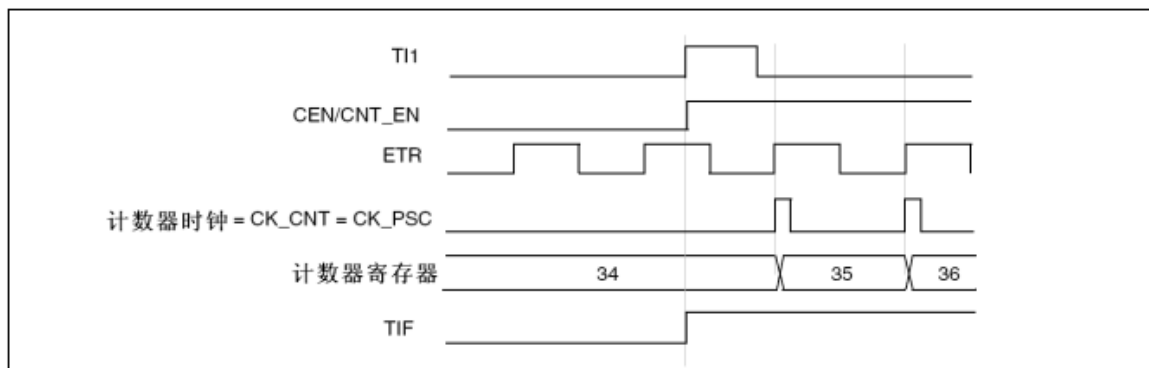 TI1
CEN/CNT_EN
ETR
计数器时钟 = CK_CNT = CK_PSC
计数器寄存器 34 35 36
TIF